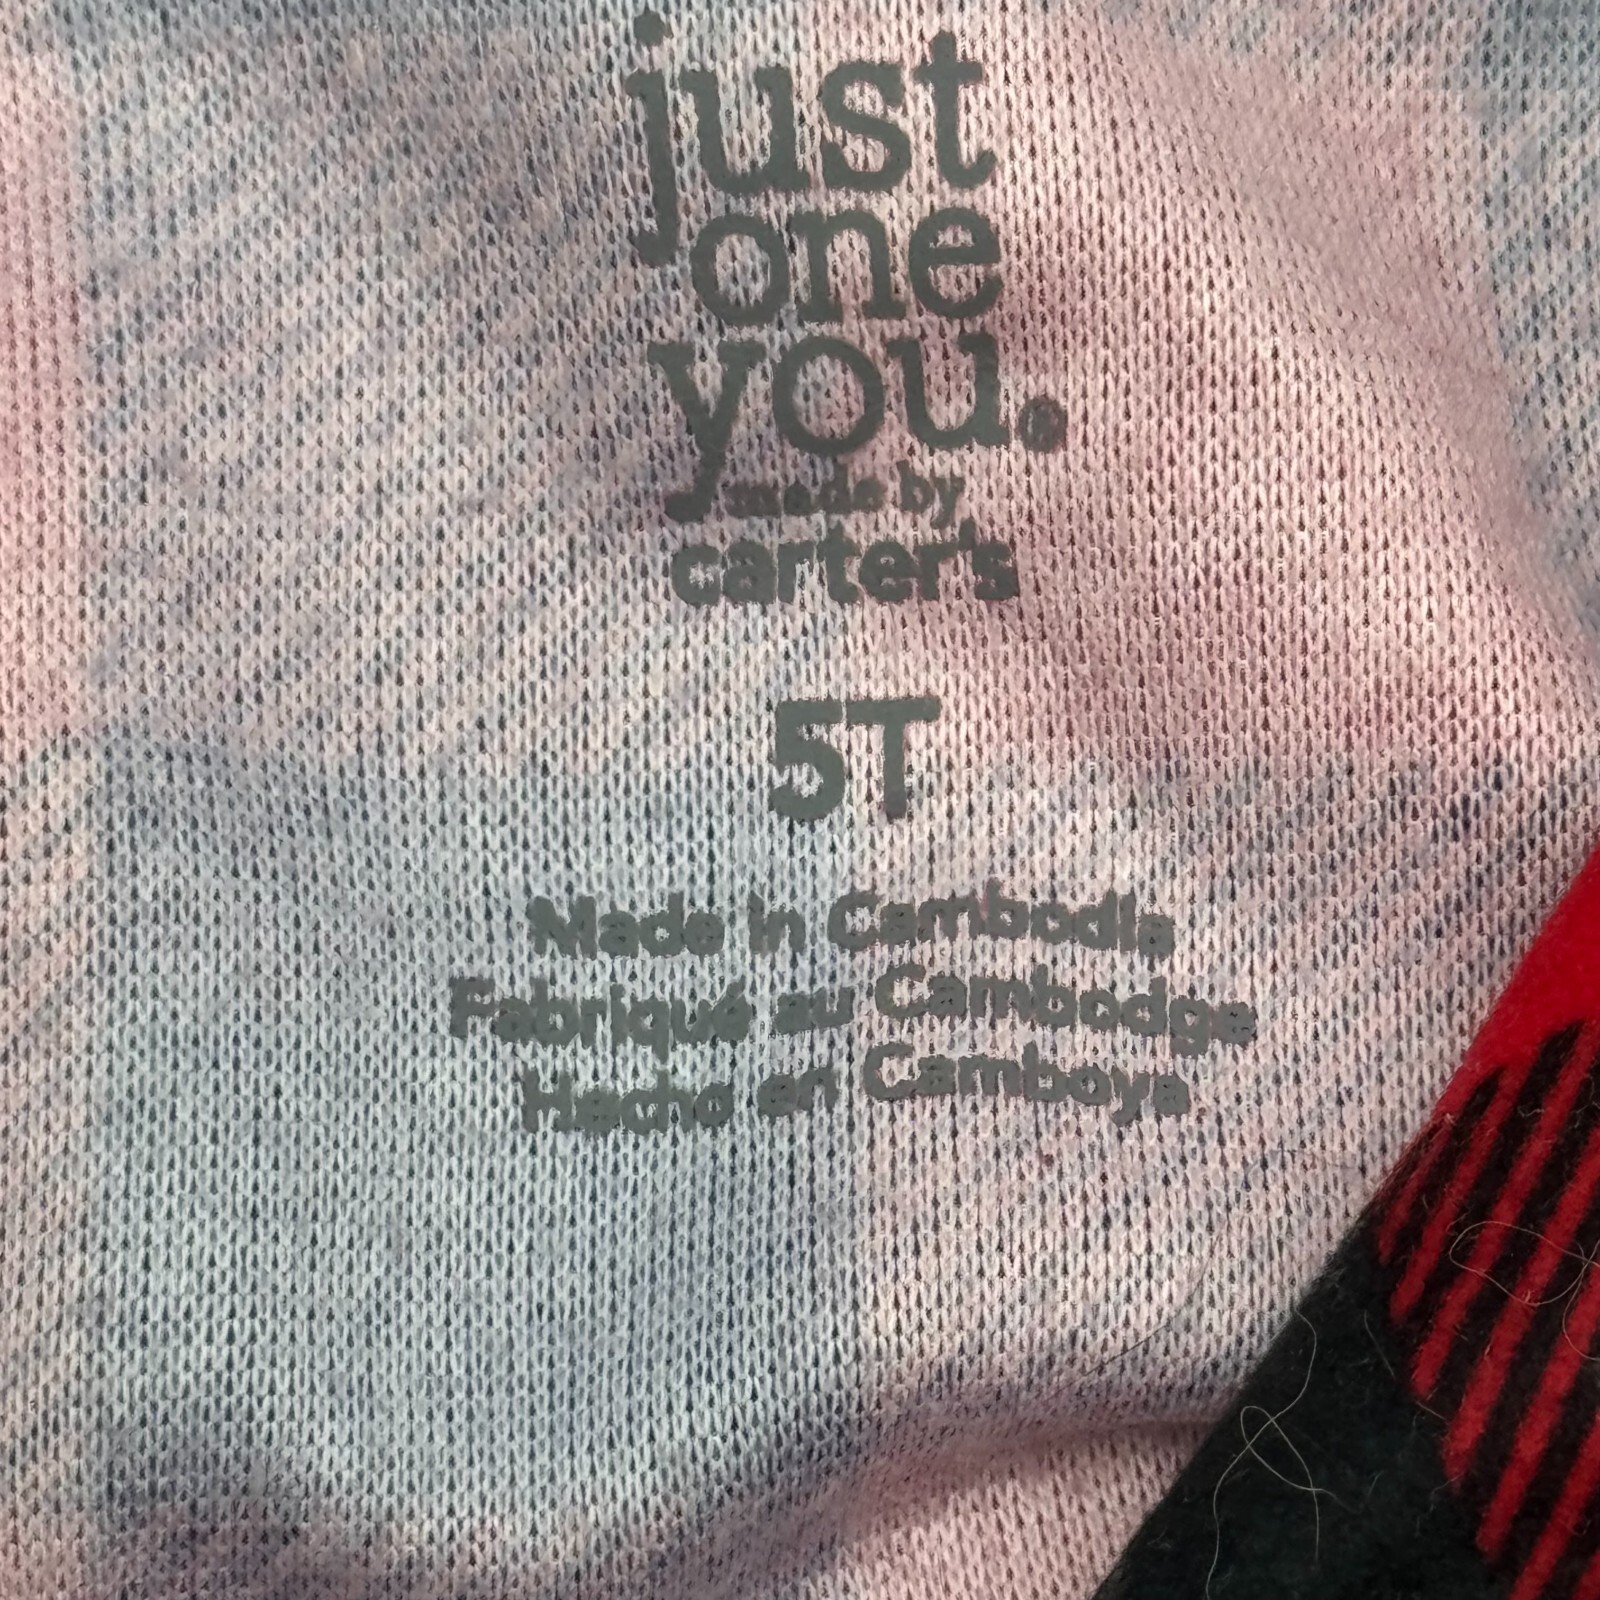 just
one
you.
made by
carter's
5T
Made in Cambodia
Fabriqué au Cambodge
Hecho en Camboya